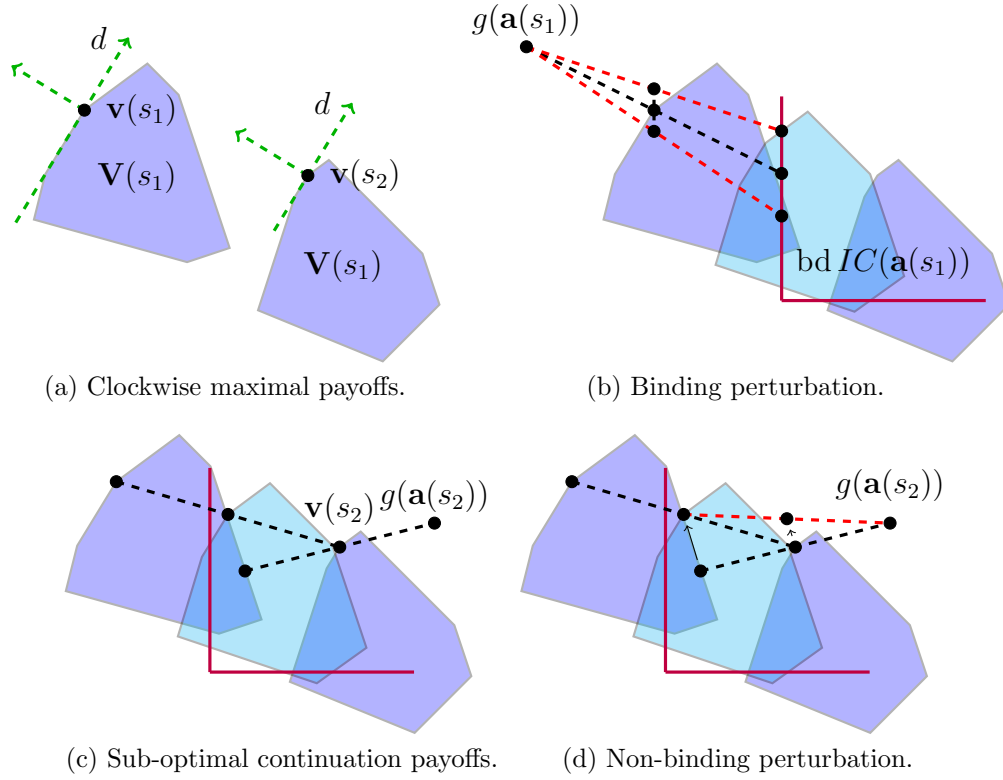 d
v(s₁)
V(s₁)
d
v(s₂)
V(s₁)
(a) Clockwise maximal payoffs.
g(a(s₁))
bd IC(a(s₁))
(b) Binding perturbation.
v(s₂)
g(a(s₂))
(c) Sub-optimal continuation payoffs.
g(a(s₂))
(d) Non-binding perturbation.